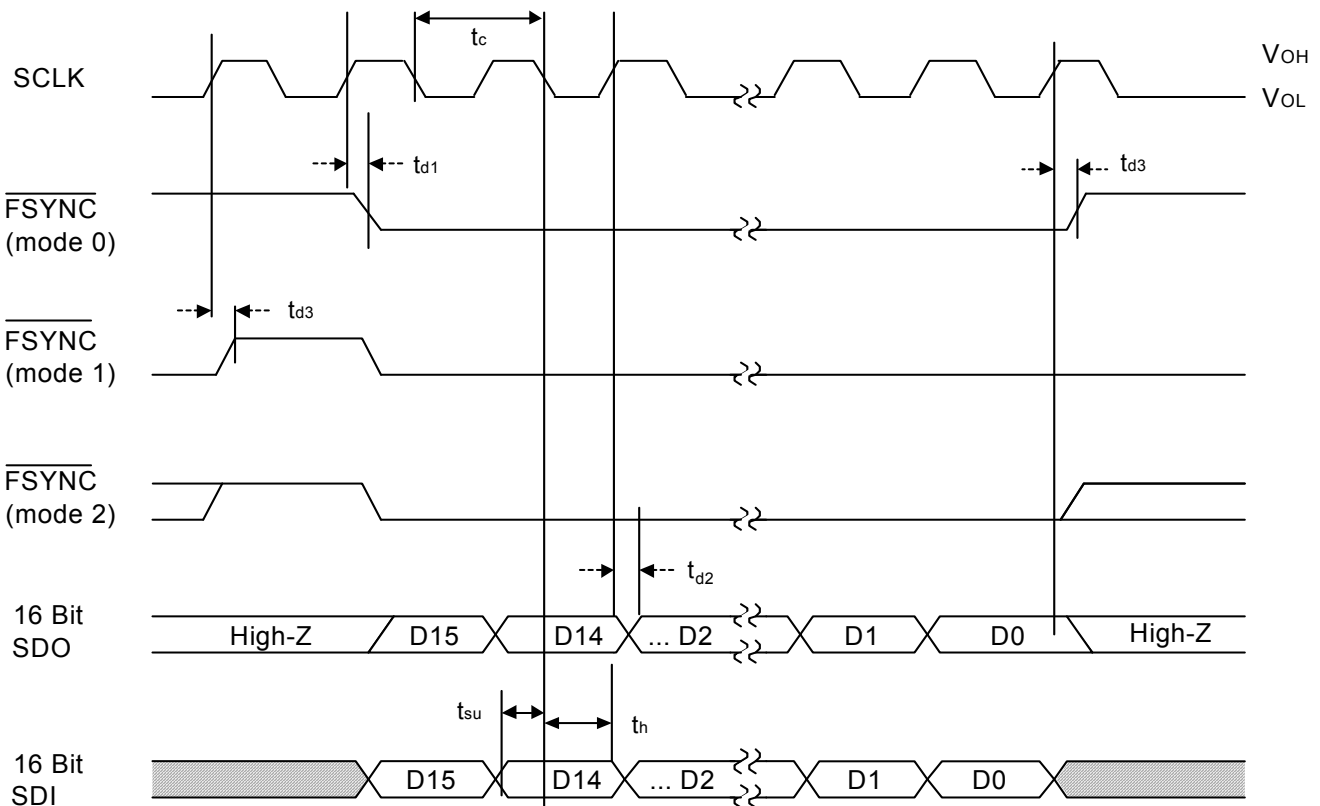 tc
SCLK
VOH
VOL
td1
td3
FSYNC
(mode 0)
td3
FSYNC
(mode 1)
FSYNC
(mode 2)
td2
16 Bit
SDO
High-Z
D15
D14
... D2
D1
D0
High-Z
tsu
th
16 Bit
SDI
D15
D14
... D2
D1
D0